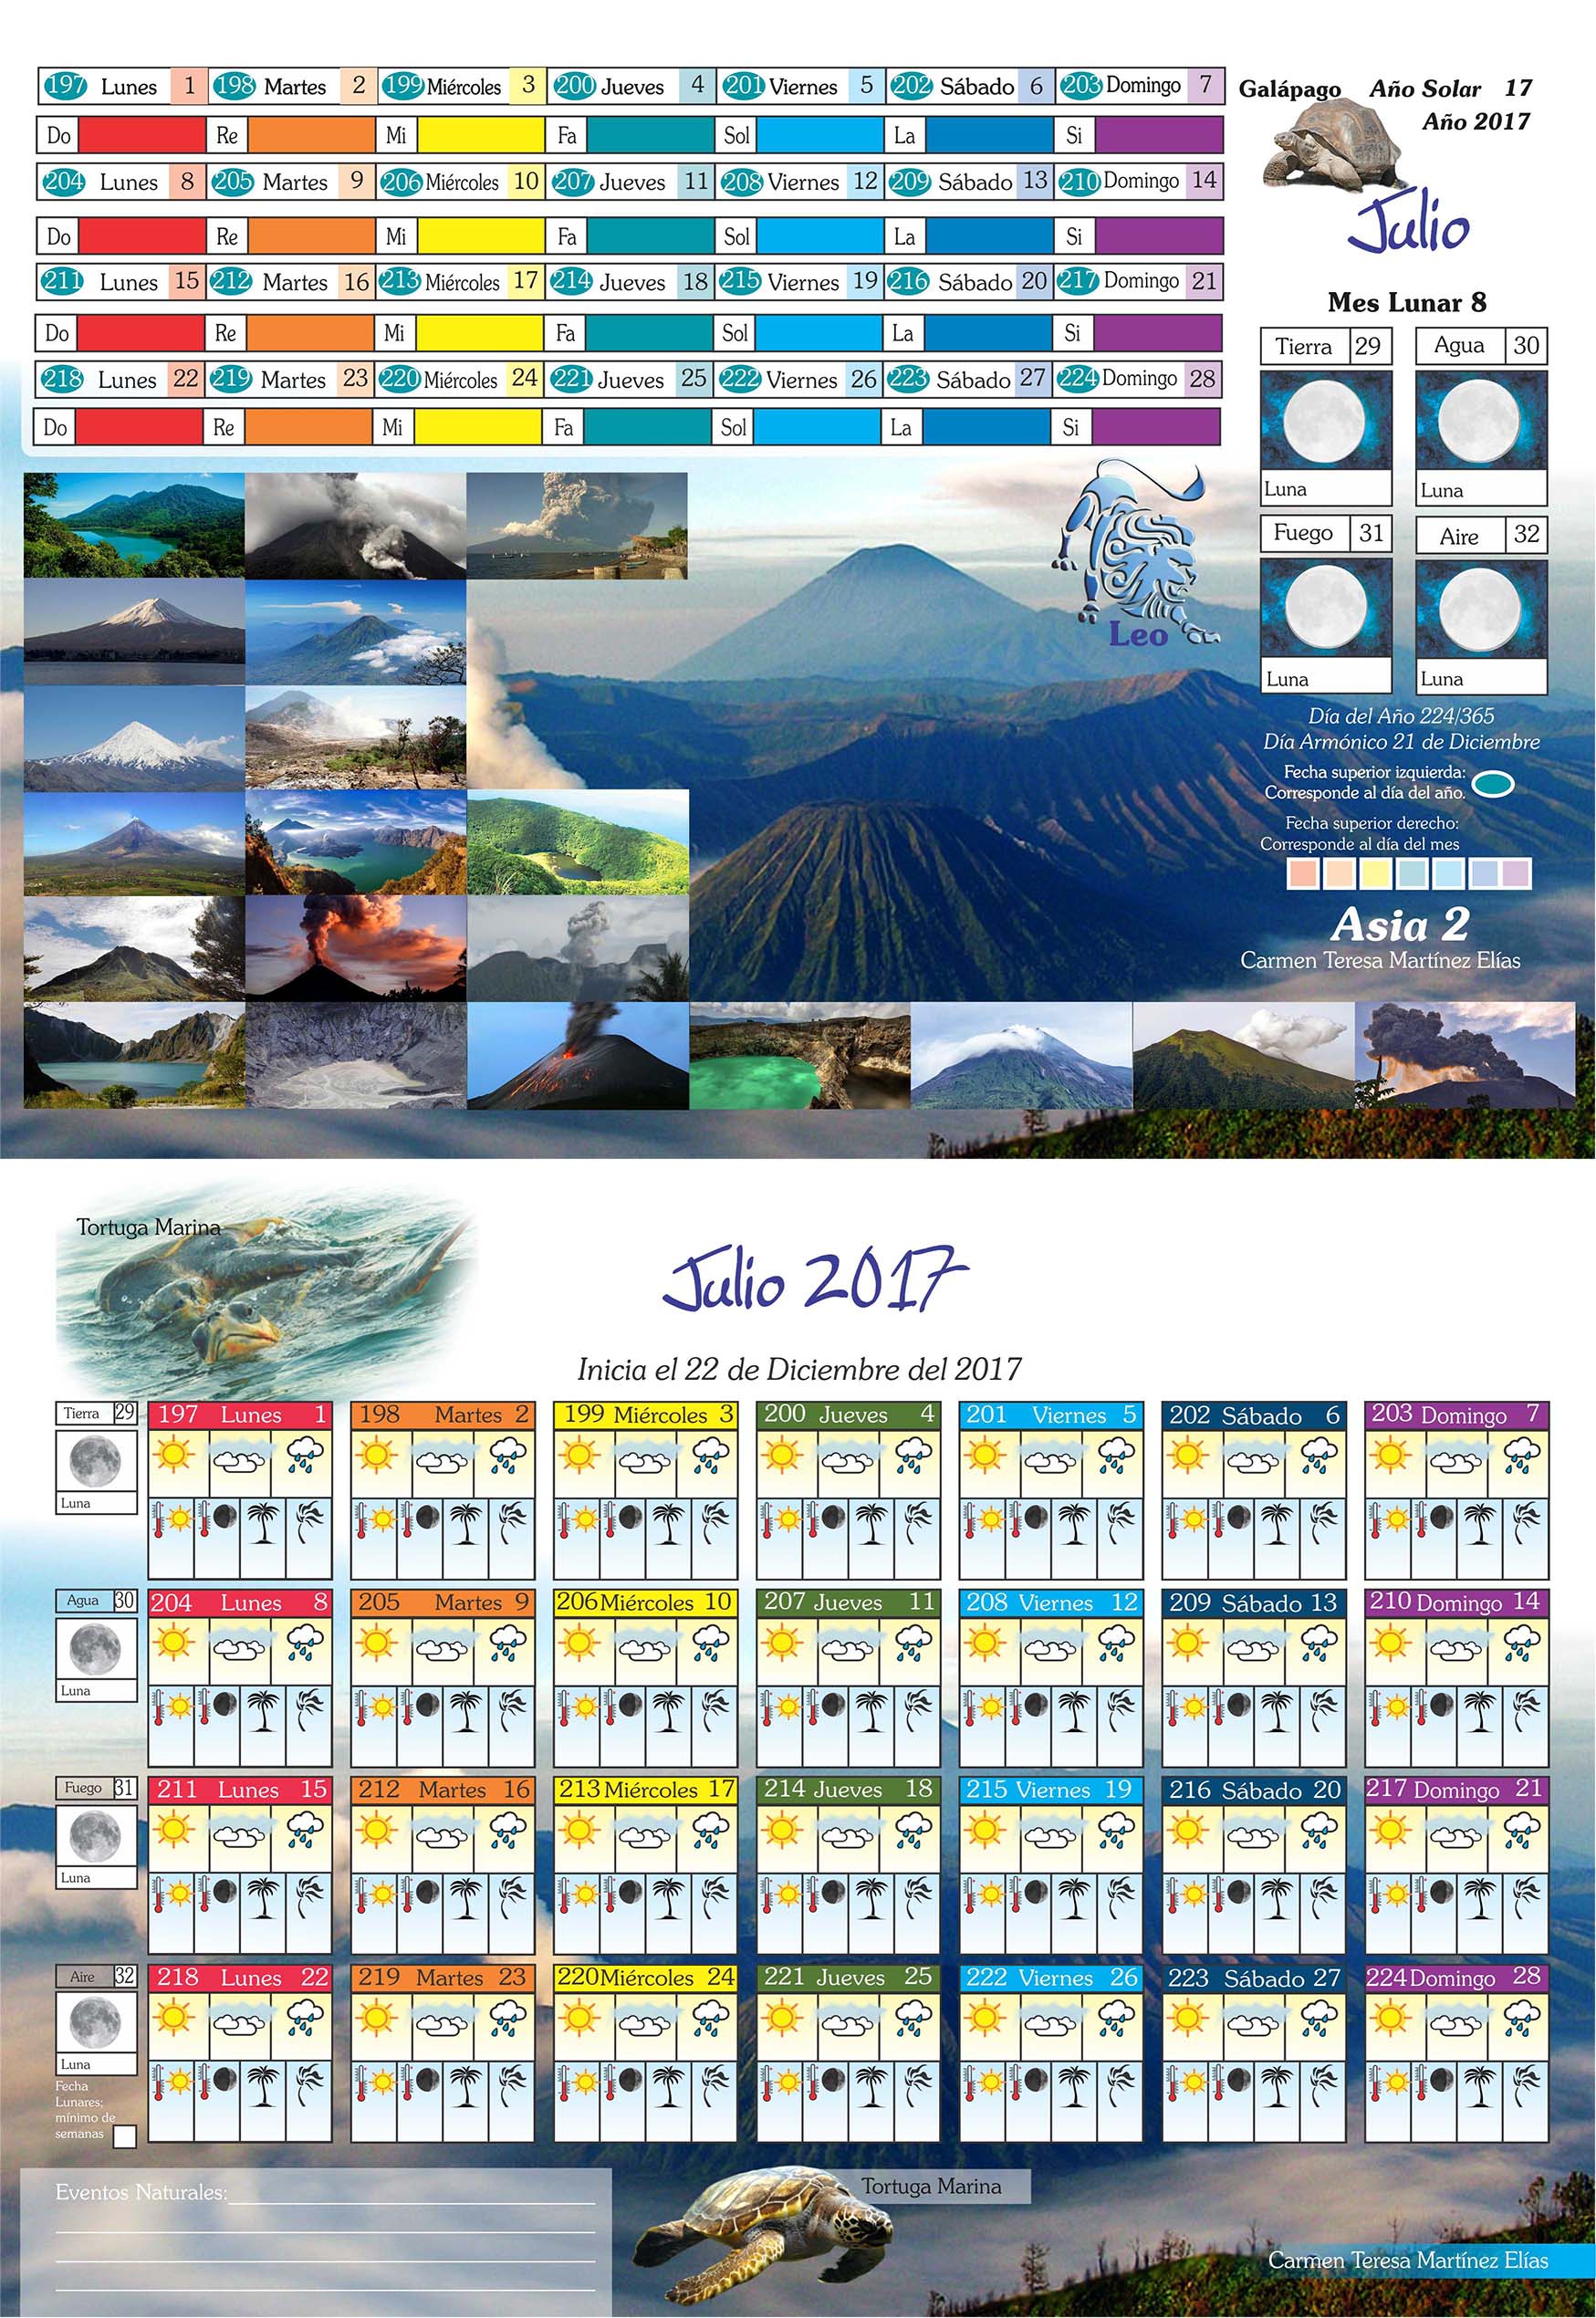 197 Lunes 1 198 Martes 2 199 Miércoles 3 200 Jueves 4 201 Viernes 5 202 Sábado 6 203 Domingo 7
Do Re Mi Fa Sol La Si
204 Lunes 8 205 Martes 9 206 Miércoles 10 207 Jueves 11 208 Viernes 12 209 Sábado 13 210 Domingo 14
Do Re Mi Fa Sol La Si
211 Lunes 15 212 Martes 16 213 Miércoles 17 214 Jueves 18 215 Viernes 19 216 Sábado 20 217 Domingo 21
Do Re Mi Fa Sol La Si
218 Lunes 22 219 Martes 23 220 Miércoles 24 221 Jueves 25 222 Viernes 26 223 Sábado 27 224 Domingo 28
Do Re Mi Fa Sol La Si
Galápago Año Solar 17
Año 2017
Julio
Mes Lunar 8
Tierra 29 Agua 30
Luna Luna
Fuego 31 Aire 32
Luna Luna
Leo
Día del Año 224/365
Día Armónico 21 de Diciembre
Fecha superior izquierda:
Corresponde al día del año.
Fecha superior derecho:
Corresponde al día del mes
Asia 2
Carmen Teresa Martínez Elías
Tortuga Marina
Julio 2017
Inicia el 22 de Diciembre del 2017
Tierra 29 197 Lunes 1 198 Martes 2 199 Miércoles 3 200 Jueves 4 201 Viernes 5 202 Sábado 6 203 Domingo 7
Luna
Agua 30 204 Lunes 8 205 Martes 9 206 Miércoles 10 207 Jueves 11 208 Viernes 12 209 Sábado 13 210 Domingo 14
Luna
Fuego 31 211 Lunes 15 212 Martes 16 213 Miércoles 17 214 Jueves 18 215 Viernes 19 216 Sábado 20 217 Domingo 21
Luna
Aire 32 218 Lunes 22 219 Martes 23 220 Miércoles 24 221 Jueves 25 222 Viernes 26 223 Sábado 27 224 Domingo 28
Luna
Fecha
Lunares;
mínimo de
semanas
Eventos Naturales:
Tortuga Marina
Carmen Teresa Martínez Elías